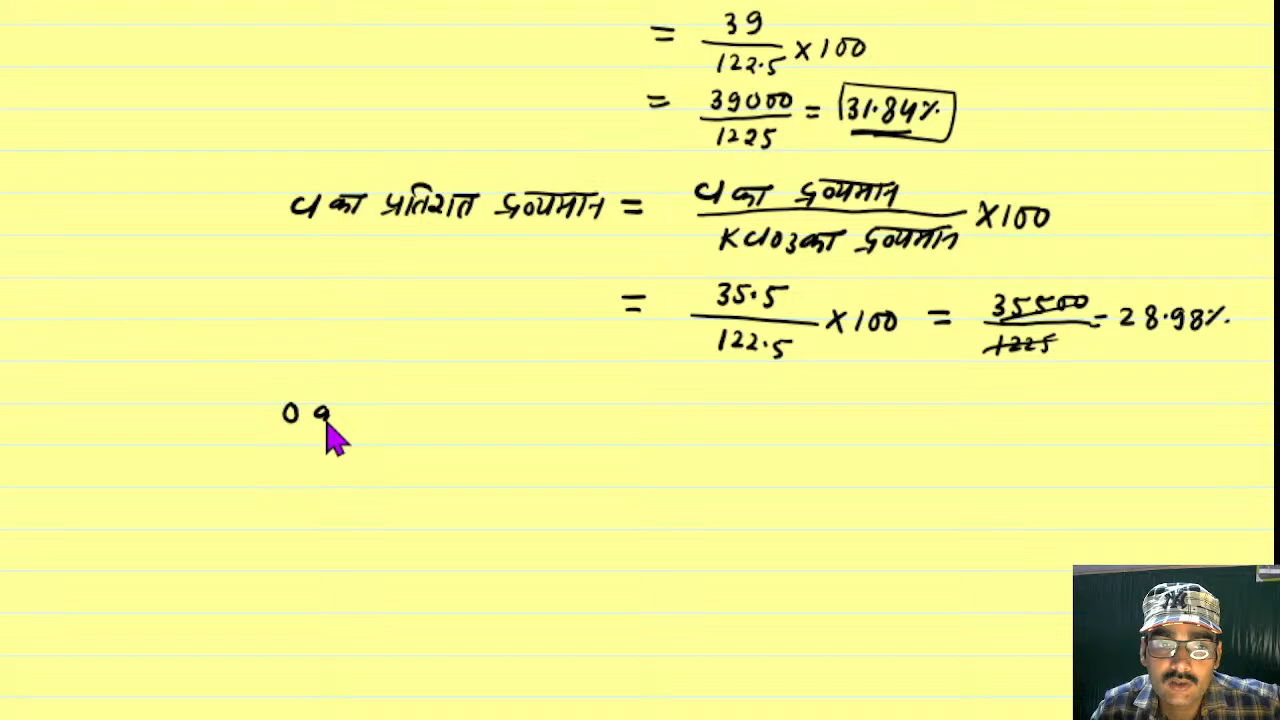 = 39/122.5 × 100
= 39000/1225 = 31.84%
Cl का प्रतिशत द्रव्यमान = Cl का द्रव्यमान/KClO3 का द्रव्यमान × 100
= 35.5/122.5 × 100 = 35500/1225 = 28.98%
O